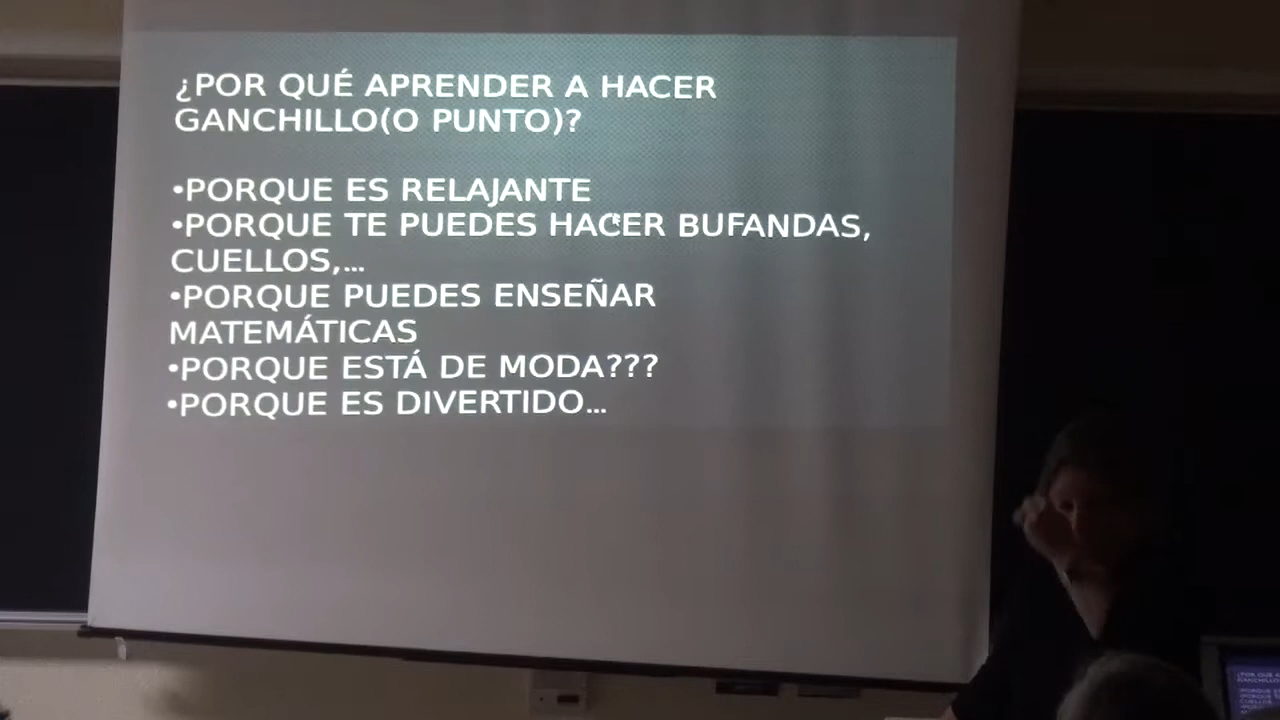 ¿POR QUÉ APRENDER A HACER
GANCHILLO(O PUNTO)?
•PORQUE ES RELAJANTE
•PORQUE TE PUEDES HACER BUFANDAS,
CUELLOS,...
•PORQUE PUEDES ENSEÑAR
MATEMÁTICAS
•PORQUE ESTÁ DE MODA???
•PORQUE ES DIVERTIDO...